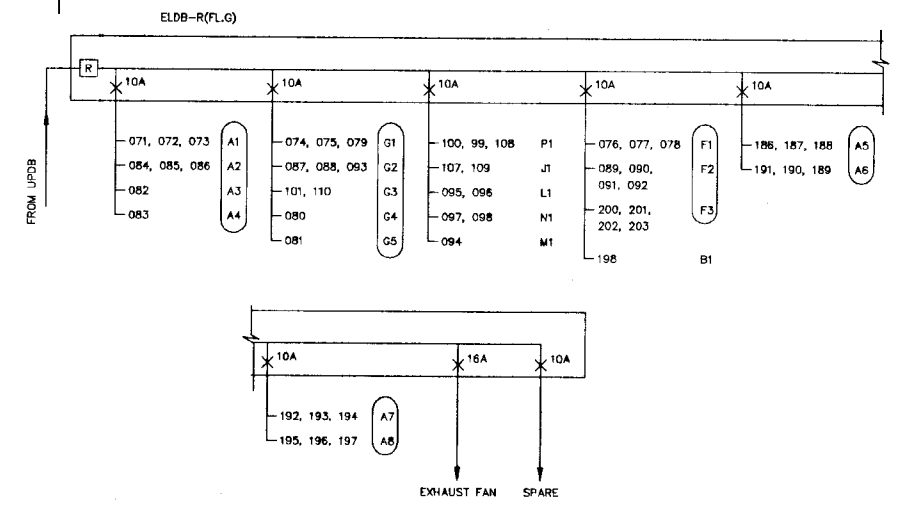 ELDB-R(FL.G)
R
10A 10A 10A 10A 10A
FROM UPDB
071, 072, 073 A1
084, 085, 086 A2
082 A3
083 A4
074, 075, 079 G1
087, 088, 093 G2
101, 110 G3
080 G4
081 G5
100, 99, 108 P1
107, 109 J1
095, 096 L1
097, 098 N1
094 M1
076, 077, 078 F1
089, 090, F2
091, 092
200, 201, F3
202, 203
198 B1
186, 187, 188 A5
191, 190, 189 A6
10A 16A 10A
192, 193, 194 A7
195, 196, 197 A8
EXHAUST FAN SPARE